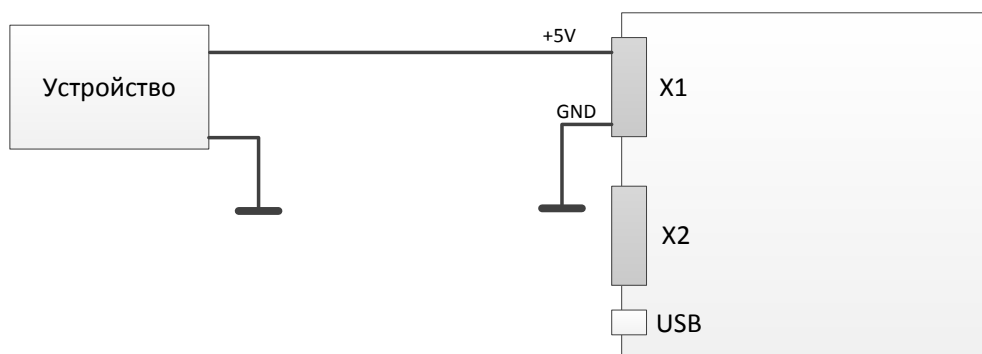 +5V
Устройство
X1
GND
X2
USB